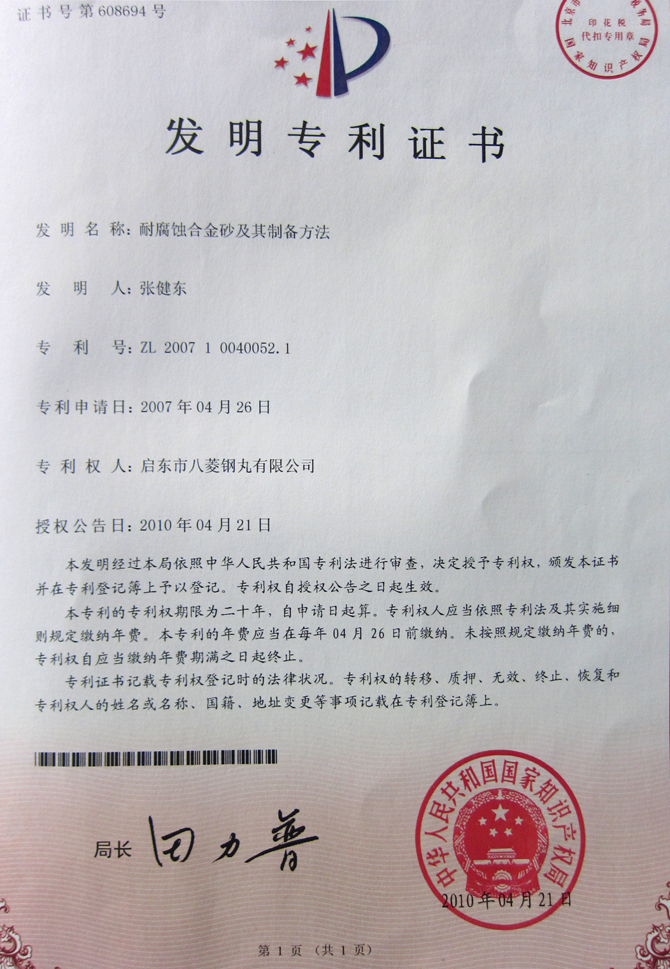 证书号第608694号
印花税
代扣专用章
国家知识产权局
发明专利证书
发明名称：耐腐蚀合金砂及其制备方法
发明人：张健东
专利号：ZL 2007 1 0040052.1
专利申请日：2007年04月26日
专利权人：启东市八菱钢丸有限公司
授权公告日：2010年04月21日
本发明经过本局依照中华人民共和国专利法进行审查，决定授予专利权，颁发本证书
并在专利登记簿上予以登记。专利权自授权公告之日起生效。
本专利的专利权期限为二十年，自申请日起算。专利权人应当依照专利法及其实施细
则规定缴纳年费。本专利的年费应当在每年04月26日前缴纳。未按照规定缴纳年费的，
专利权自应当缴纳年费期满之日起终止。
专利证书记载专利权登记时的法律状况。专利权的转移、质押、无效、终止、恢复和
专利权人的姓名或名称、国籍、地址变更等事项记载在专利登记簿上。
局长 田力普
中华人民共和国国家知识产权局
2010年04月21日
第1页（共1页）